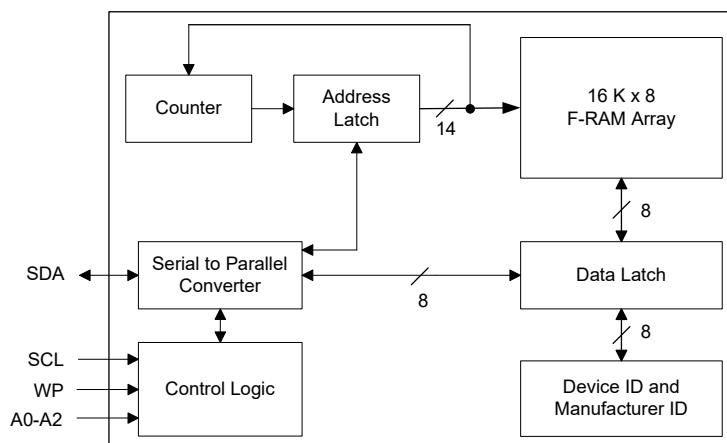 Counter
Address
Latch
14
16 K x 8
F-RAM Array
8
SDA
Serial to Parallel
Converter
8
Data Latch
8
SCL
WP
A0-A2
Control Logic
Device ID and
Manufacturer ID